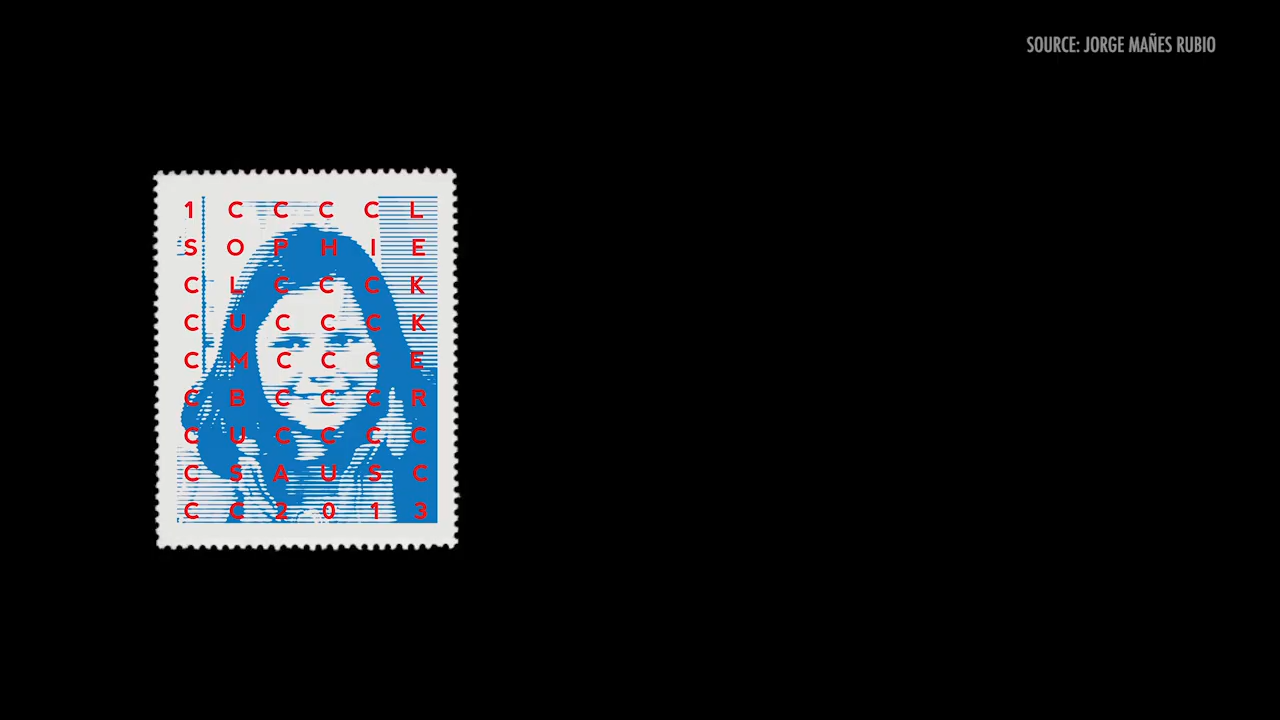 SOURCE: JORGE MAÑES RUBIO
1 C C C C L
S O P H I E
C L C C C K
C U C C C K
C M C C C E
C B C C C R
C U C C C C
C S A U S C
C C 2 0 1 3